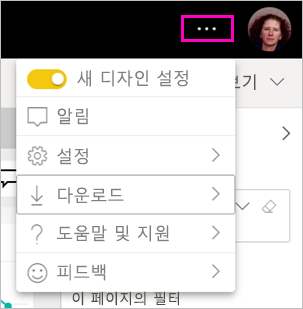 새 디자인 설정
보기
알림
설정
다운로드
도움말 및 지원
피드백
이 페이지의 필터